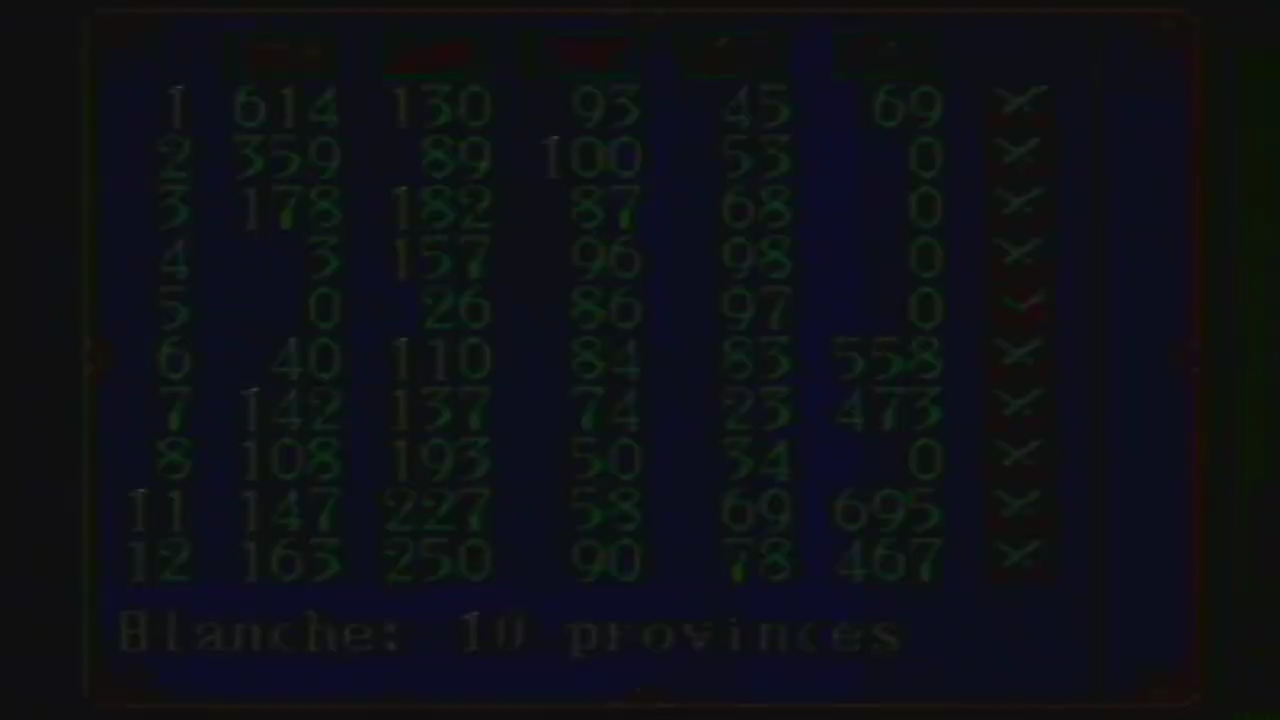 1 614 130 93 45 69
2 359 89 100 53 0
3 178 182 87 68 0
4 3 157 96 98 0
5 0 26 86 97 0
6 40 110 84 83 558
7 142 137 74 23 473
8 108 193 50 34 0
11 147 227 58 69 695
12 163 250 90 78 467
Blanche: 10 provinces